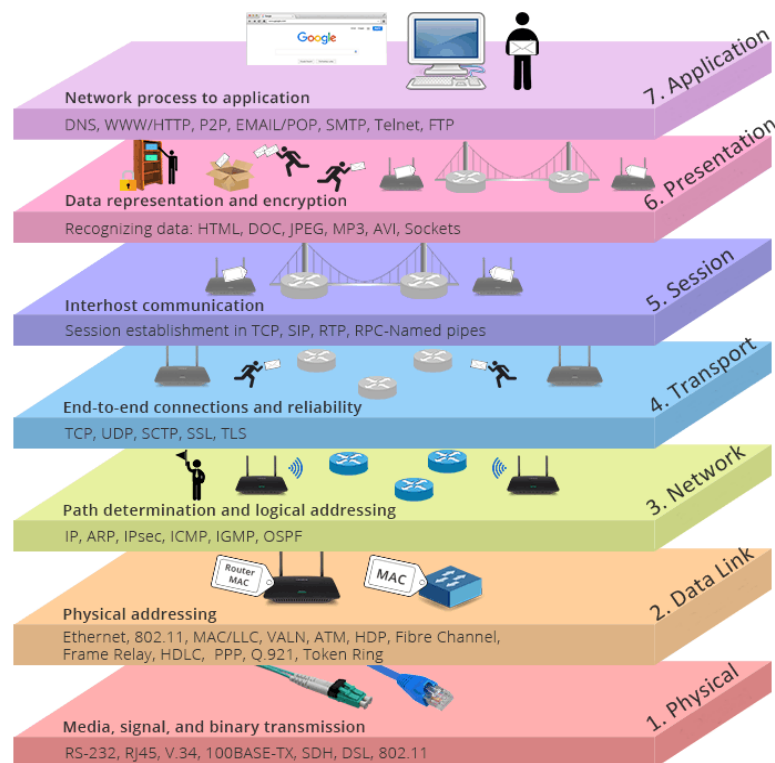 Google
7. Application
Network process to application
DNS, WWW/HTTP, P2P, EMAIL/POP, SMTP, Telnet, FTP
6. Presentation
Data representation and encryption
Recognizing data: HTML, DOC, JPEG, MP3, AVI, Sockets
5. Session
Interhost communication
Session establishment in TCP, SIP, RTP, RPC-Named pipes
4. Transport
End-to-end connections and reliability
TCP, UDP, SCTP, SSL, TLS
3. Network
Path determination and logical addressing
IP, ARP, IPsec, ICMP, IGMP, OSPF
2. Data Link
Router
MAC
MAC
Physical addressing
Ethernet, 802.11, MAC/LLC, VALN, ATM, HDP, Fibre Channel,
Frame Relay, HDLC, PPP, Q.921, Token Ring
1. Physical
Media, signal, and binary transmission
RS-232, RJ45, V.34, 100BASE-TX, SDH, DSL, 802.11